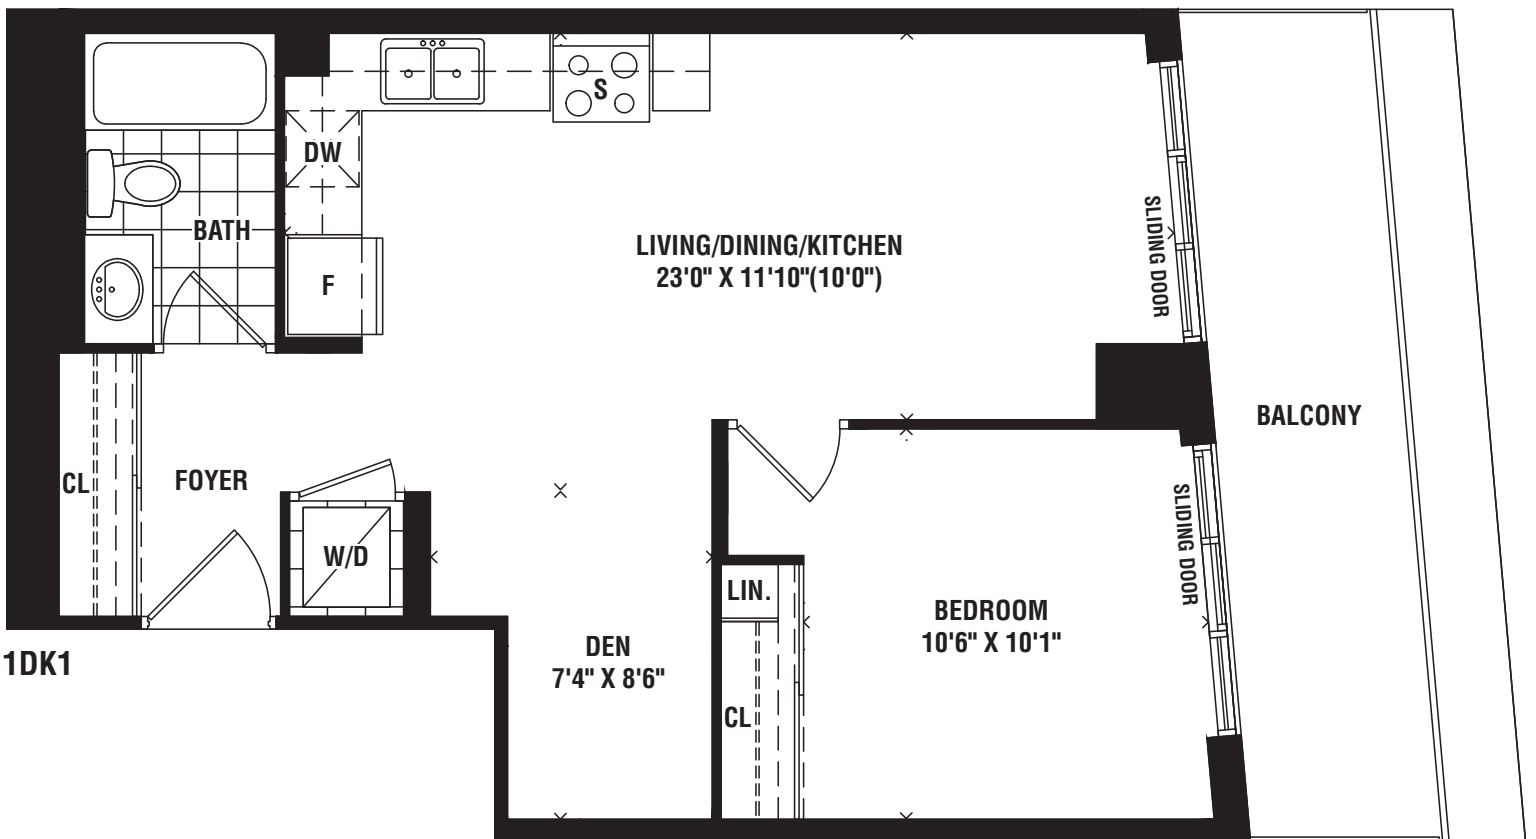 S
DW
BATH
F
LIVING/DINING/KITCHEN
23'0" X 11'10"(10'0")
SLIDING DOOR
BALCONY
CL
FOYER
W/D
SLIDING DOOR
LIN.
BEDROOM
10'6" X 10'1"
DEN
7'4" X 8'6"
1DK1
CL